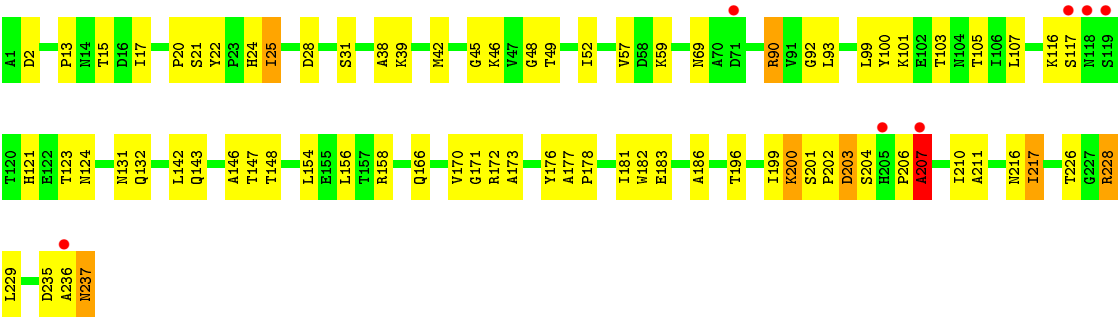 A1 D2 P13 N14 T15 D16 I17 P20 S21 Y22 P23 H24 I25 D28 S31 A38 K39 M42 G45 K46 V47 G48 T49 I52 V57 D58 K59 N69 A70 D71 R90 V91 G92 L93 L99 Y100 K101 E102 T103 N104 T105 I106 L107 K116 S117 N118 S119
T120 H121 E122 T123 N124 N131 Q132 L142 Q143 A146 T147 T148 L154 E155 L156 T157 R158 Q166 V170 G171 R172 A173 Y176 A177 P178 I181 W182 E183 A186 T196 I199 K200 S201 P202 D203 S204 H205 P206 A207 I210 A211 N216 I217 T226 G227 R228
L229 D235 A236 N237